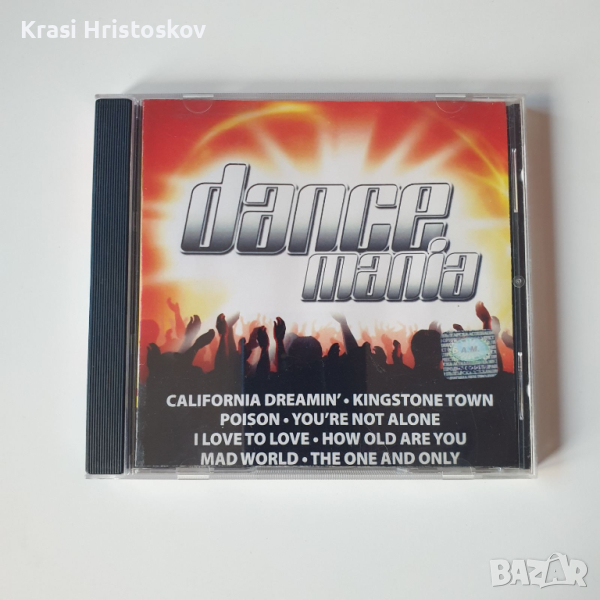 Krasi Hristoskov
dance
mania
CALIFORNIA DREAMIN' • KINGSTONE TOWN
POISON • YOU'RE NOT ALONE
I LOVE TO LOVE • HOW OLD ARE YOU
MAD WORLD • THE ONE AND ONLY
BAZAR